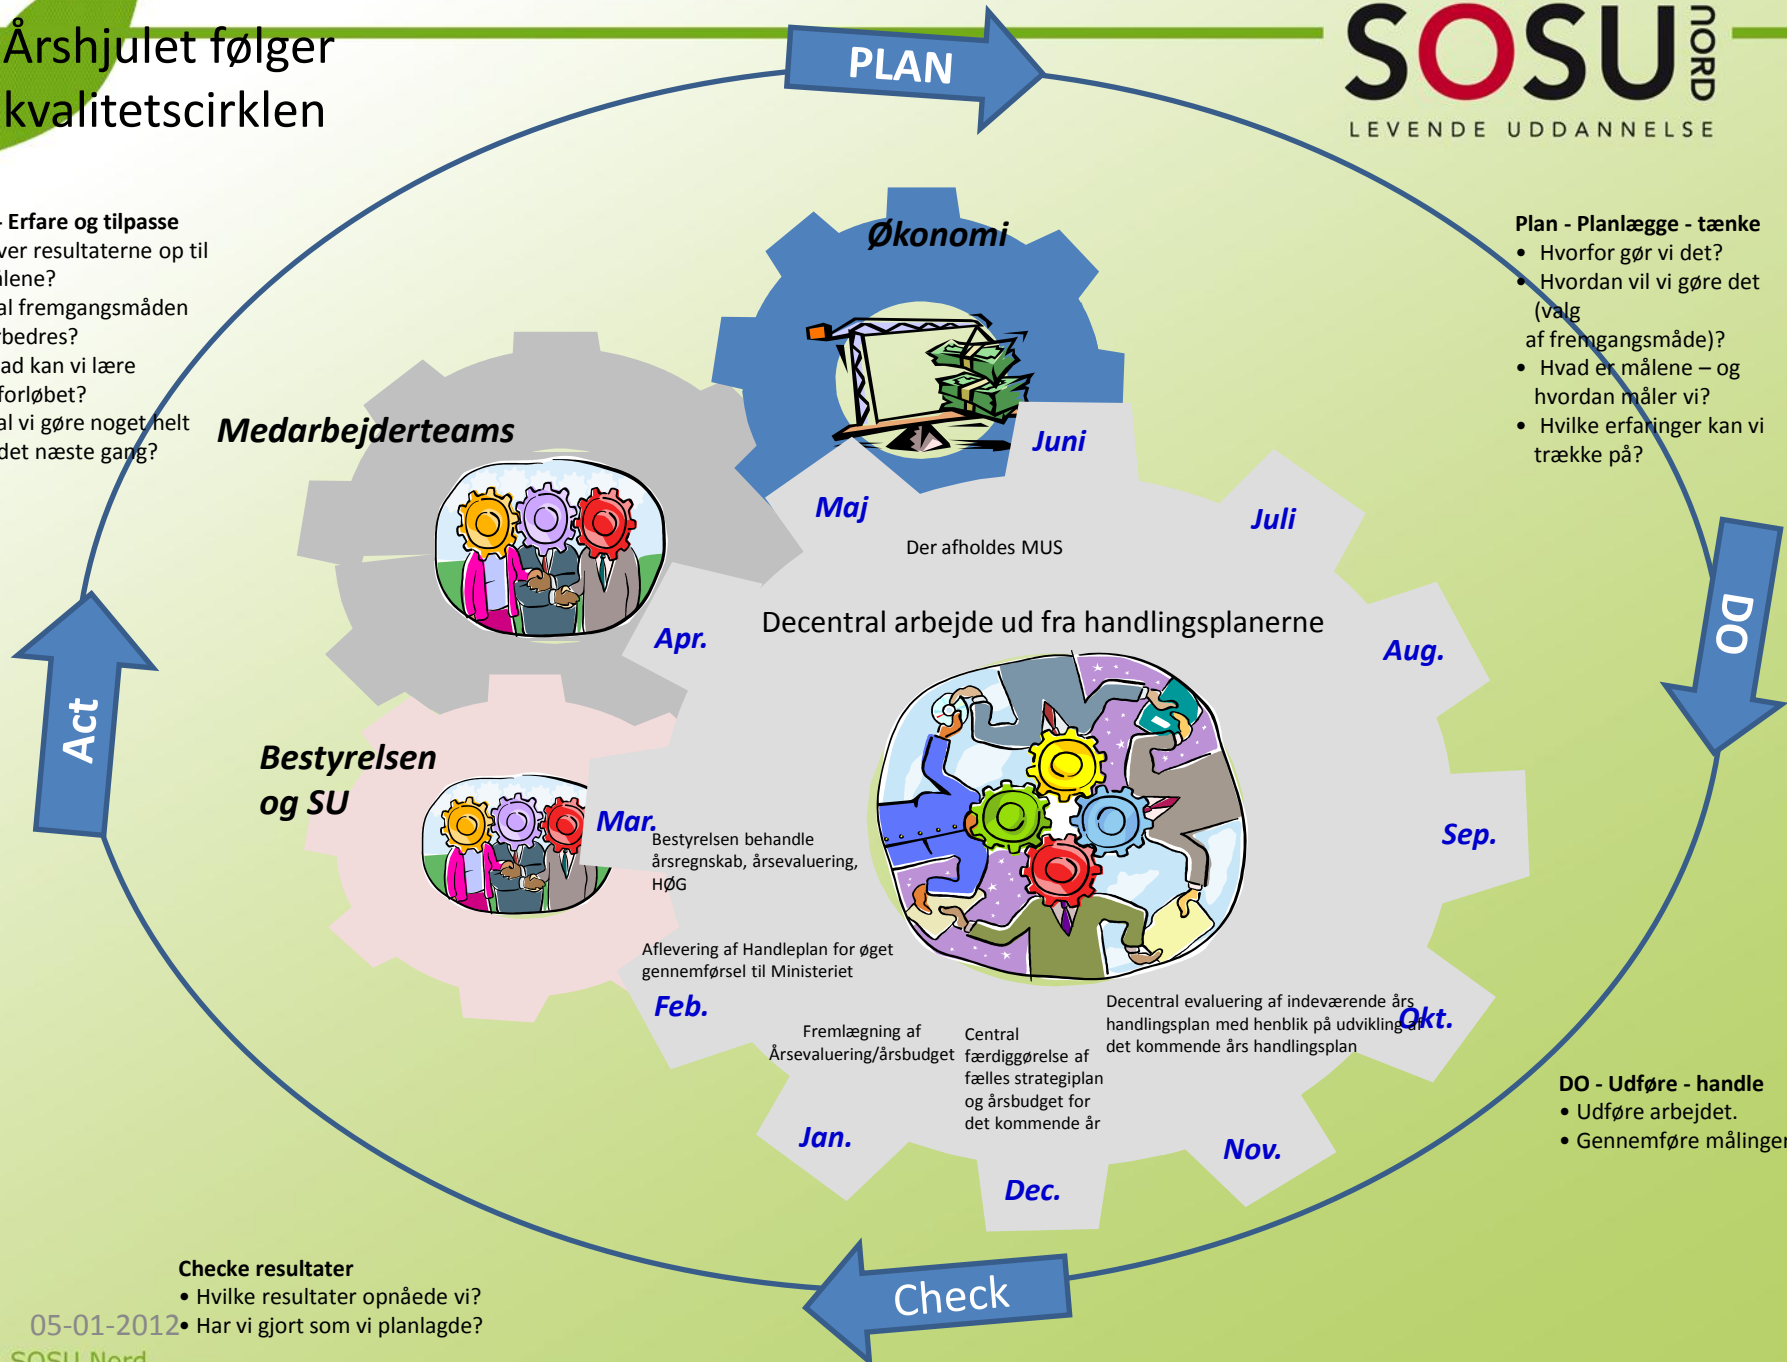 Årshjulet følger
kvalitetscirklen
PLAN
SOSU NORD
LEVENDE UDDANNELSE
- Erfare og tilpasse
ver resultaterne op til
lene?
al fremgangsmåden
bedres?
ad kan vi lære
forløbet?
al vi gøre noget helt
det næste gang?
Plan - Planlægge - tænke
• Hvorfor gør vi det?
• Hvordan vil vi gøre det
(valg
af fremgangsmåde)?
• Hvad er målene – og
hvordan måler vi?
• Hvilke erfaringer kan vi
trække på?
Økonomi
Medarbejderteams
Bestyrelsen
og SU
Juni
Maj
Juli
Der afholdes MUS
Decentral arbejde ud fra handlingsplanerne
Apr.
Aug.
DO
Act
Mar.
Sep.
Bestyrelsen behandle
årsregnskab, årsevaluering,
HØG
Aflevering af Handleplan for øget
gennemførsel til Ministeriet
Feb.
Fremlægning af
Årsevaluering/årsbudget
Central
færdiggørelse af
fælles strategiplan
og årsbudget for
det kommende år
Decentral evaluering af indeværende års
handlingsplan med henblik på udvikling af
det kommende års handlingsplan
Okt.
Jan.
Dec.
Nov.
DO - Udføre - handle
• Udføre arbejdet.
• Gennemføre målinger
Check
Checke resultater
• Hvilke resultater opnåede vi?
• Har vi gjort som vi planlagde?
05-01-2012
SOSU Nord